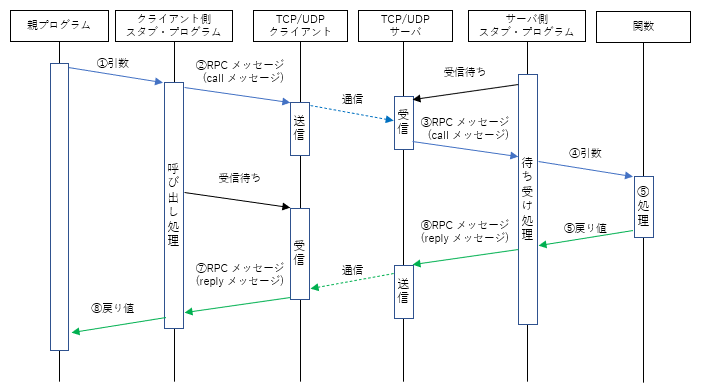 親プログラム
クライアント側
スタブ・プログラム
TCP/UDP
クライアント
TCP/UDP
サーバ
サーバ側
スタブ・プログラム
関数
①引数
②RPC メッセージ
(call メッセージ)
通信
受信待ち
送信
受信
③RPC メッセージ
(call メッセージ)
④引数
呼び出し処理
受信待ち
待ち受け処理
⑤処理
受信
⑥RPC メッセージ
(reply メッセージ)
⑤戻り値
⑦RPC メッセージ
(reply メッセージ)
通信
送信
⑧戻り値